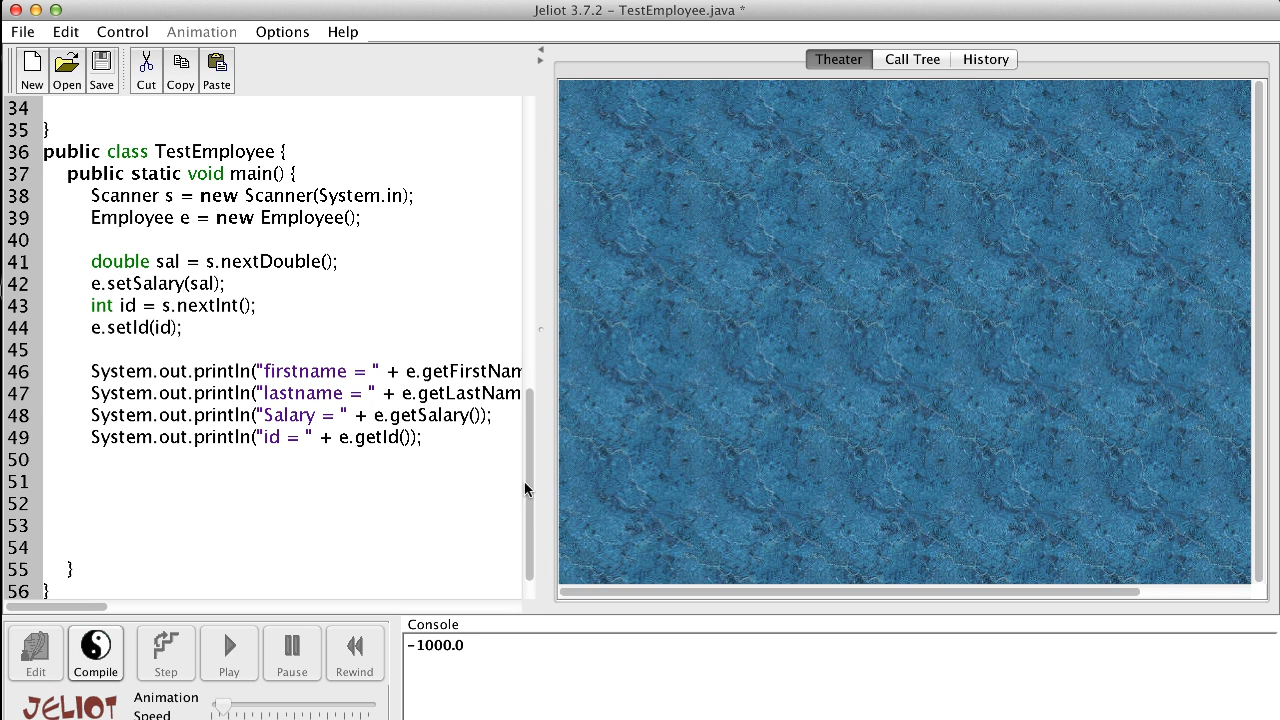 Jeliot 3.7.2 – TestEmployee.java *
File Edit Control Animation Options Help
New Open Save Cut Copy Paste
Theater Call Tree History
34
35 }
36 public class TestEmployee {
37 public static void main() {
38 Scanner s = new Scanner(System.in);
39 Employee e = new Employee();
40
41 double sal = s.nextDouble();
42 e.setSalary(sal);
43 int id = s.nextInt();
44 e.setId(id);
45
46 System.out.println("firstname = " + e.getFirstNam
47 System.out.println("lastname = " + e.getLastNam
48 System.out.println("Salary = " + e.getSalary());
49 System.out.println("id = " + e.getId());
50
51
52
53
54
55 }
56 }
Edit Compile Step Play Pause Rewind
JELIOT
Animation
Speed
Console
-1000.0